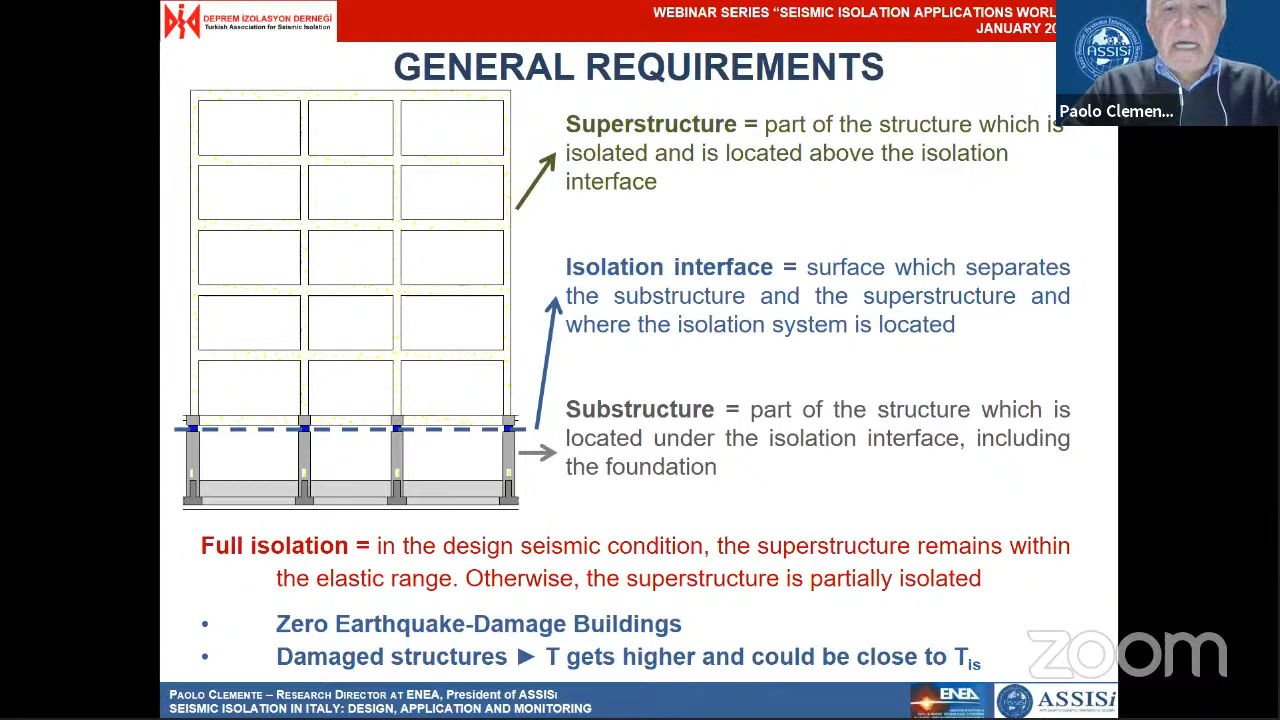 DEPREM İZOLASYON DERNEĞİ
Turkish Association for Seismic Isolation
WEBINAR SERIES “SEISMIC ISOLATION APPLICATIONS
JANUARY
ASSISi
Paolo Clemen...
GENERAL REQUIREMENTS
Superstructure = part of the structure which is
isolated and is located above the isolation
interface
Isolation interface = surface which separates
the substructure and the superstructure and
where the isolation system is located
Substructure = part of the structure which is
located under the isolation interface, including
the foundation
Full isolation = in the design seismic condition, the superstructure remains within
the elastic range. Otherwise, the superstructure is partially isolated
• Zero Earthquake-Damage Buildings
• Damaged structures ► T gets higher and could be close to Tis
zoom
PAOLO CLEMENTE – RESEARCH DIRECTOR AT ENEA, President of ASSISi
SEISMIC ISOLATION IN ITALY: DESIGN, APPLICATION AND MONITORING
ENEA
ASSISi